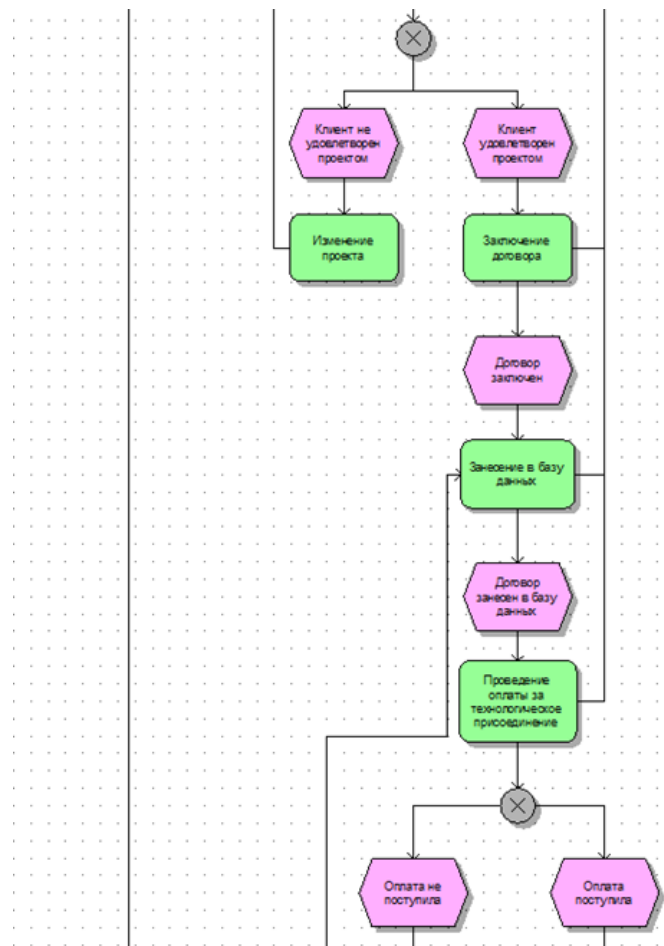 Клиент не
удовлетворен
проектом
Клиент
удовлетворен
проектом
Изменение
проекта
Заключение
договора
Договор
заключен
Занесение в базу
данных
Договор
занесен в базу
данных
Проведение
оплаты за
технологическое
присоединение
Оплата не
поступила
Оплата
поступила